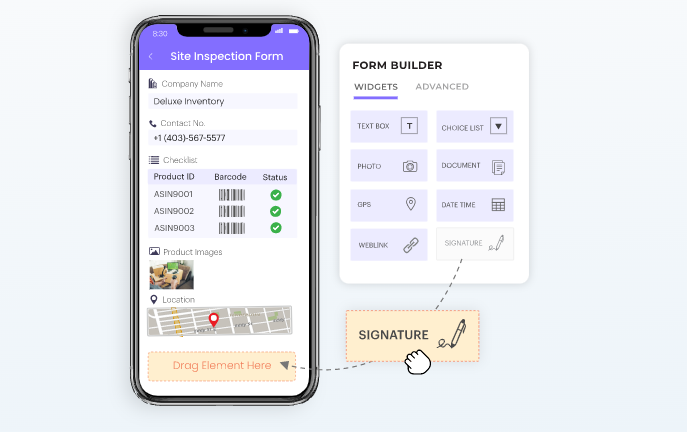 8:30
Site Inspection Form
Company Name
Deluxe Inventory
Contact No.
+1 (403)-567-5577
Checklist
Product ID Barcode Status
ASIN9001
ASIN9002
ASIN9003
Product Images
Location
Drag Element Here
FORM BUILDER
WIDGETS ADVANCED
TEXT BOX T CHOICE LIST
PHOTO DOCUMENT
GPS DATE TIME
WEBLINK SIGNATURE
SIGNATURE